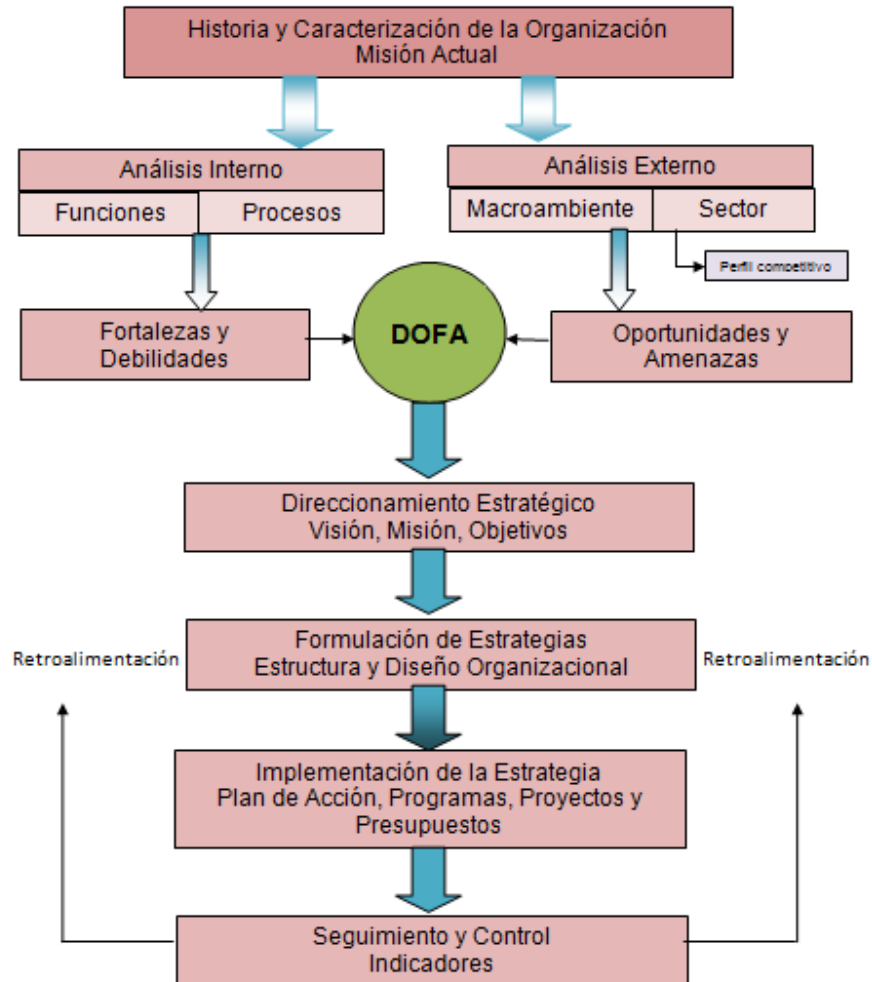 Historia y Caracterización de la Organización
Misión Actual
Análisis Interno
Funciones
Procesos
Análisis Externo
Macroambiente
Sector
Perfil competitivo
Fortalezas y
Debilidades
DOFA
Oportunidades y
Amenazas
Direccionamiento Estratégico
Visión, Misión, Objetivos
Formulación de Estrategias
Estructura y Diseño Organizacional
Retroalimentación
Retroalimentación
Implementación de la Estrategia
Plan de Acción, Programas, Proyectos y
Presupuestos
Seguimiento y Control
Indicadores